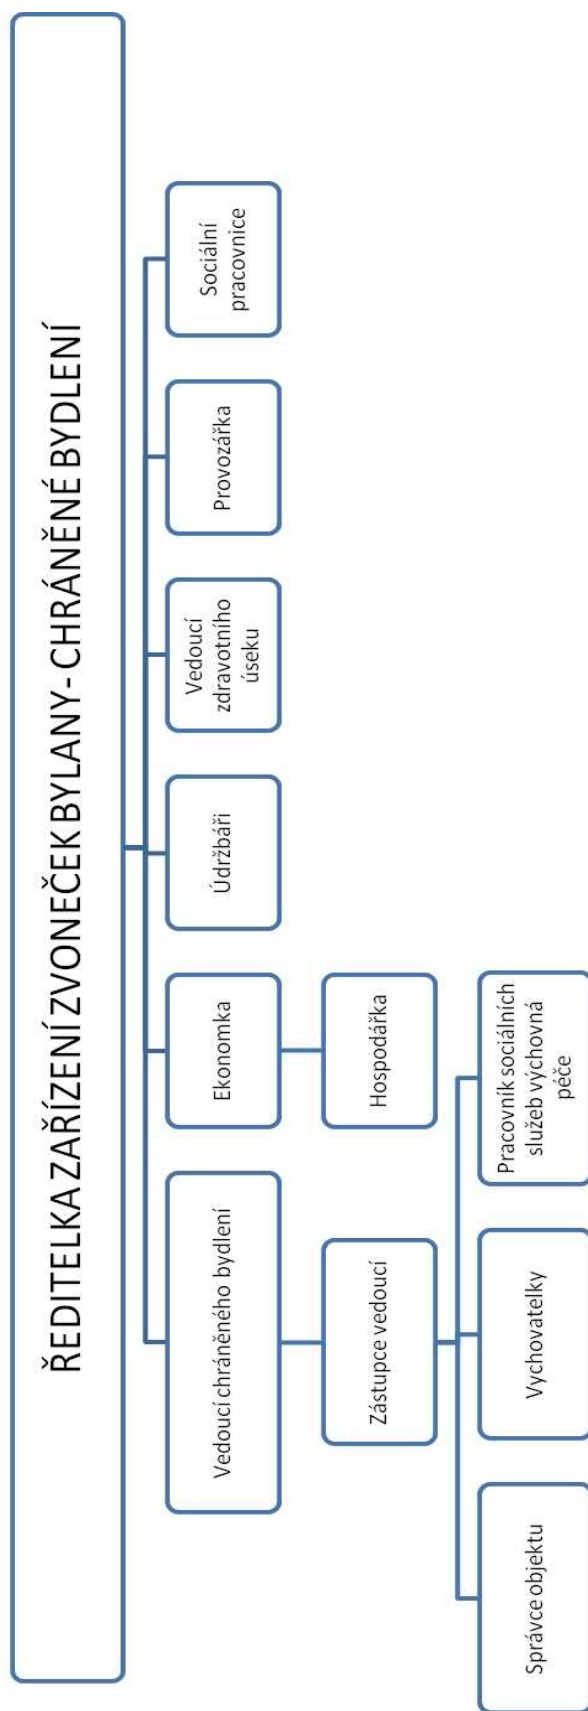 ŘEDITELKA ZAŘÍZENÍ ZVONEČEK BYLANY - CHRÁNĚNÉ BYDLENÍ
Vedoucí chráněného bydlení
Ekonomka
Údržbáři
Vedoucí
zdravotního
úseku
Provozářka
Sociální
pracovnice
Zástupce vedoucí
Hospodářka
Správce objektu
Vychovatelky
Pracovník sociálních
služeb výchovná
péče